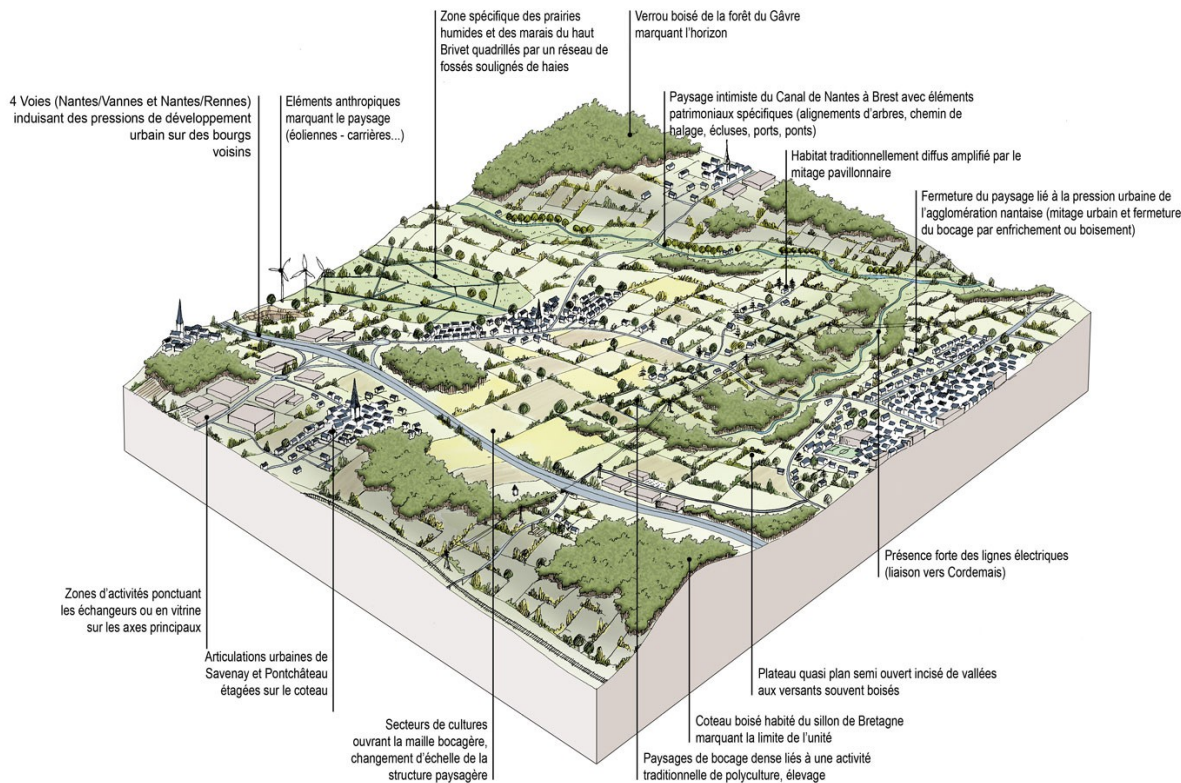 Zone spécifique des prairies
humides et des marais du haut
Brivet quadrillés par un réseau de
fossés soulignés de haies
Verrou boisé de la forêt du Gâvre
marquant l'horizon
4 Voies (Nantes/Vannes et Nantes/Rennes)
induisant des pressions de développement
urbain sur des bourgs
voisins
Eléments anthropiques
marquant le paysage
(éoliennes - carrières...)
Paysage intimiste du Canal de Nantes à Brest avec éléments
patrimoniaux spécifiques (alignements d'arbres, chemin de
halage, écluses, ports, ponts)
Habitat traditionnellement diffus amplifié par le
mitage pavillonnaire
Fermeture du paysage lié à la pression urbaine de
l'agglomération nantaise (mitage urbain et fermeture
du bocage par enfrichement ou boisement)
Présence forte des lignes électriques
(liaison vers Cordemais)
Zones d'activités ponctuant
les échangeurs ou en vitrine
sur les axes principaux
Articulations urbaines de
Savenay et Pontchâteau
étagées sur le coteau
Plateau quasi plan semi ouvert incisé de vallées
aux versants souvent boisés
Secteurs de cultures
ouvrant la maille bocagère,
changement d'échelle de la
structure paysagère
Coteau boisé habité du sillon de Bretagne
marquant la limite de l'unité
Paysages de bocage dense liés à une activité
traditionnelle de polyculture, élevage